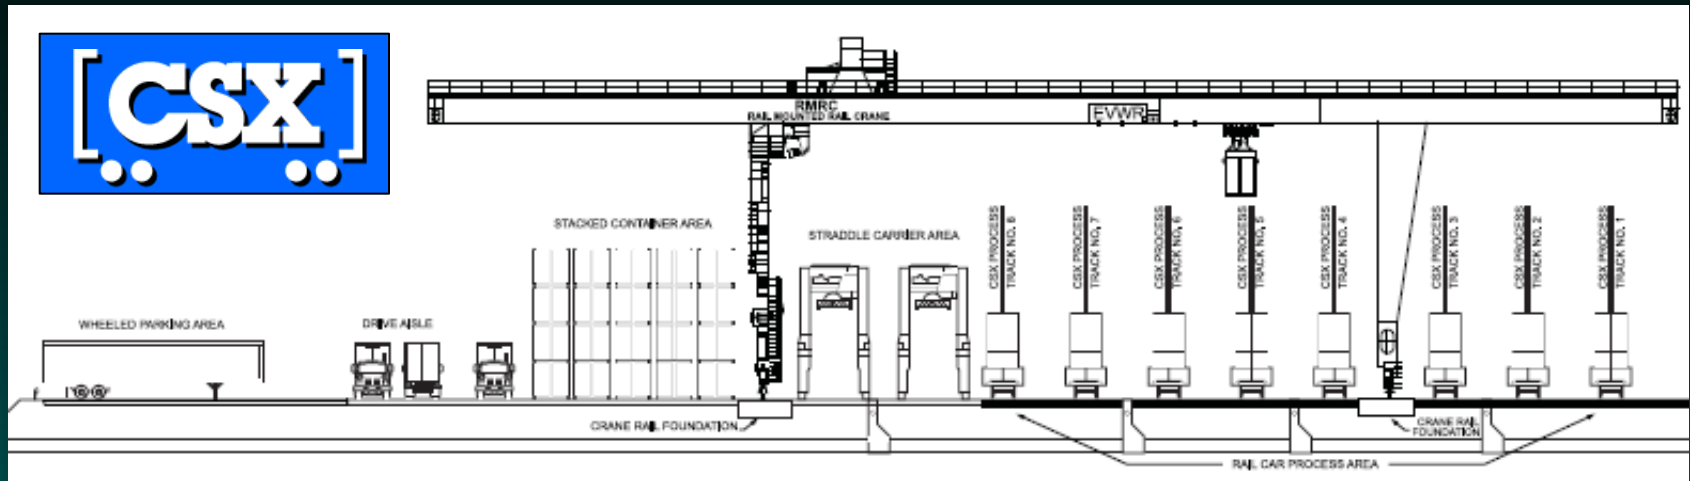 [CSX]
RMRC
RAIL MOUNTED RAIL CRANE
EVWR
STACKED CONTAINER AREA
STRADDLE CARRIER AREA
CSX PROCESS
TRACK NO. 8
CSX PROCESS
TRACK NO. 7
CSX PROCESS
TRACK NO. 6
CSX PROCESS
TRACK NO. 5
CSX PROCESS
TRACK NO. 4
CSX PROCESS
TRACK NO. 3
CSX PROCESS
TRACK NO. 2
CSX PROCESS
TRACK NO. 1
WHEELED PARKING AREA
DRIVE AISLE
CRANE RAIL FOUNDATION
CRANE RAIL
FOUNDATION
RAIL CAR PROCESS AREA